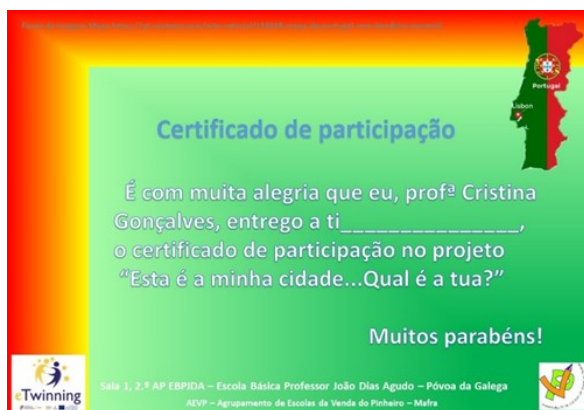 Portugal
Lisbon
Certificado de participação
É com muita alegria que eu, profª Cristina
Gonçalves, entrego a ti_______________,
o certificado de participação no projeto
“Esta é a minha cidade...Qual é a tua?”
Muitos parabéns!
eTwinning
Sala 1, 2.º AP EBPIDA – Escola Básica Professor João Dias Agudo – Póvoa da Galega
AEVP – Agrupamento de Escolas da Venda do Pinheiro – Mafra